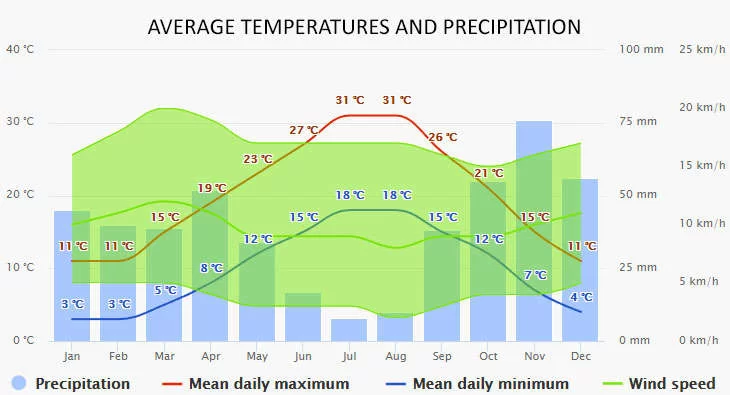 AVERAGE TEMPERATURES AND PRECIPITATION
40 °C 100 mm 25 km/h
31 °C 31 °C
30 °C 27 °C 26 °C 75 mm 20 km/h
23 °C
21 °C 15 km/h
20 °C 19 °C 18 °C 18 °C 50 mm
15 °C 15 °C 15 °C 15 °C 10 km/h
11 °C 11 °C 12 °C 12 °C 11 °C
10 °C 8 °C 7 °C 25 mm
3 °C 3 °C 5 °C 4 °C 5 km/h
0 °C 0 mm 0 km/h
Jan Feb Mar Apr May Jun Jul Aug Sep Oct Nov Dec
Precipitation Mean daily maximum Mean daily minimum Wind speed